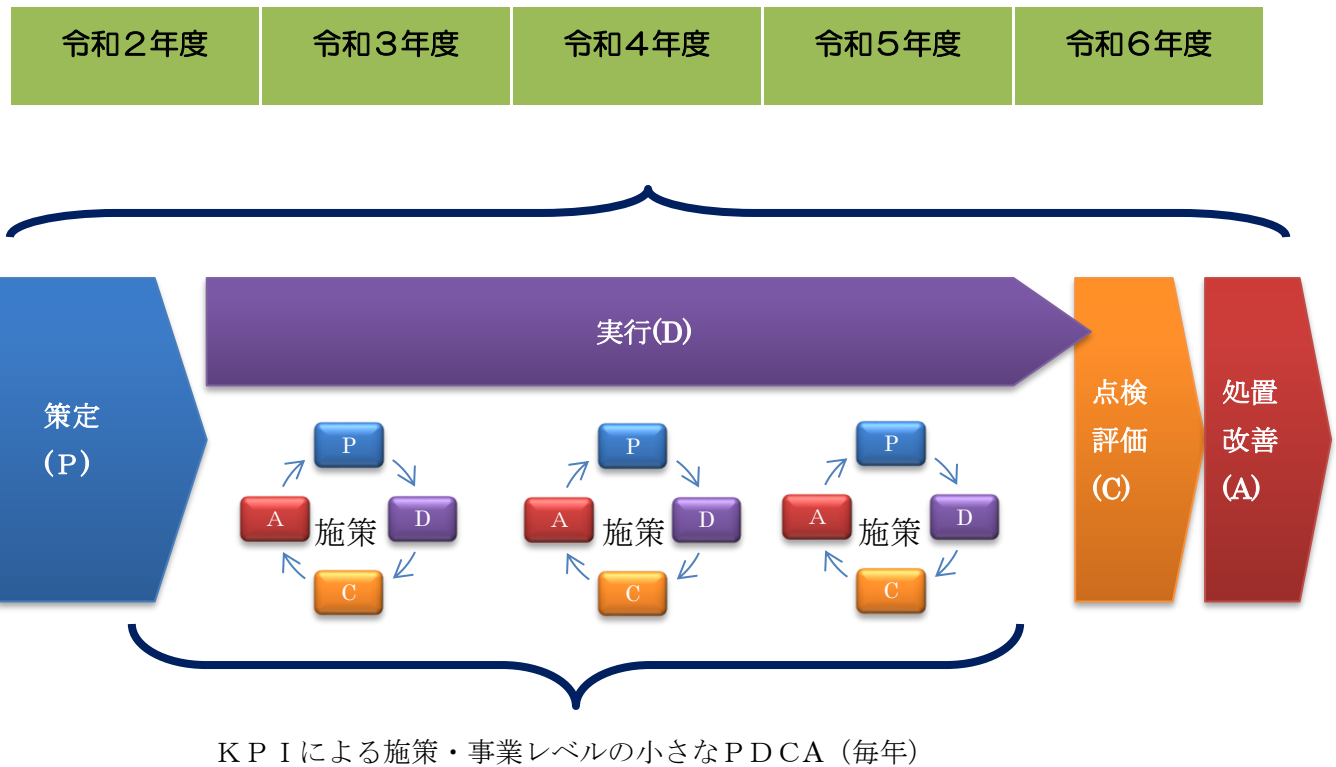 令和２年度
令和３年度
令和４年度
令和５年度
令和６年度
実行(D)
策定
（P）
点検
評価
(C)
処置
改善
(A)
P
A
施策
D
C
P
A
施策
D
C
P
A
施策
D
C
ＫＰＩによる施策・事業レベルの小さなＰＤＣＡ（毎年）